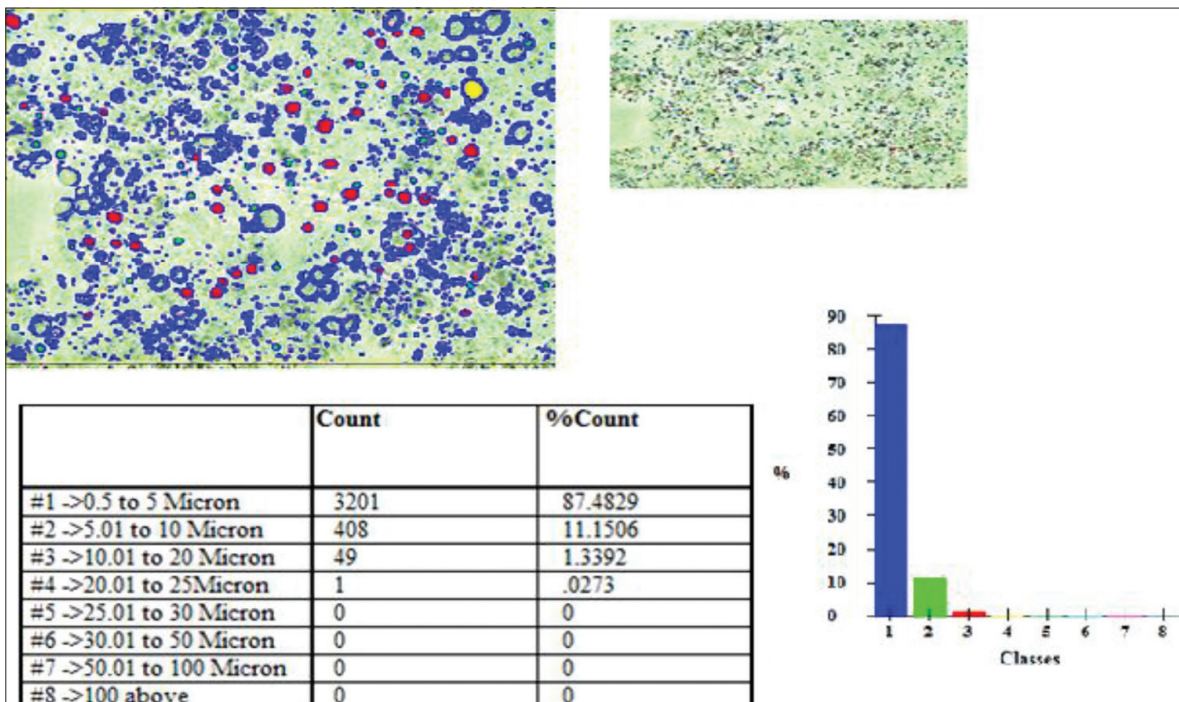 Count %Count
#1 ->0.5 to 5 Micron 3201 87.4829
#2 ->5.01 to 10 Micron 408 11.1506
#3 ->10.01 to 20 Micron 49 1.3392
#4 ->20.01 to 25Micron 1 .0273
#5 ->25.01 to 30 Micron 0 0
#6 ->30.01 to 50 Micron 0 0
#7 ->50.01 to 100 Micron 0 0
#8 ->100 above 0 0
90
80
70
60
50
40
30
20
10
0
%
1 2 3 4 5 6 7 8
Classes